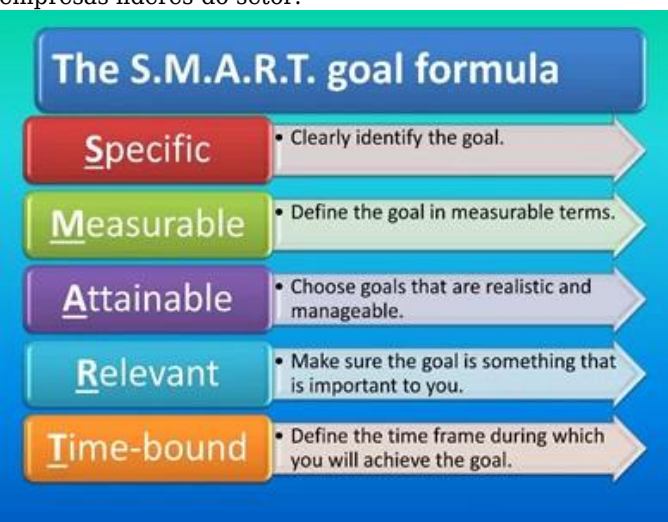 empresas líderes do setor.
The S.M.A.R.T. goal formula
Specific
• Clearly identify the goal.
Measurable
• Define the goal in measurable terms.
Attainable
• Choose goals that are realistic and
manageable.
Relevant
• Make sure the goal is something that
is important to you.
Time-bound
• Define the time frame during which
you will achieve the goal.